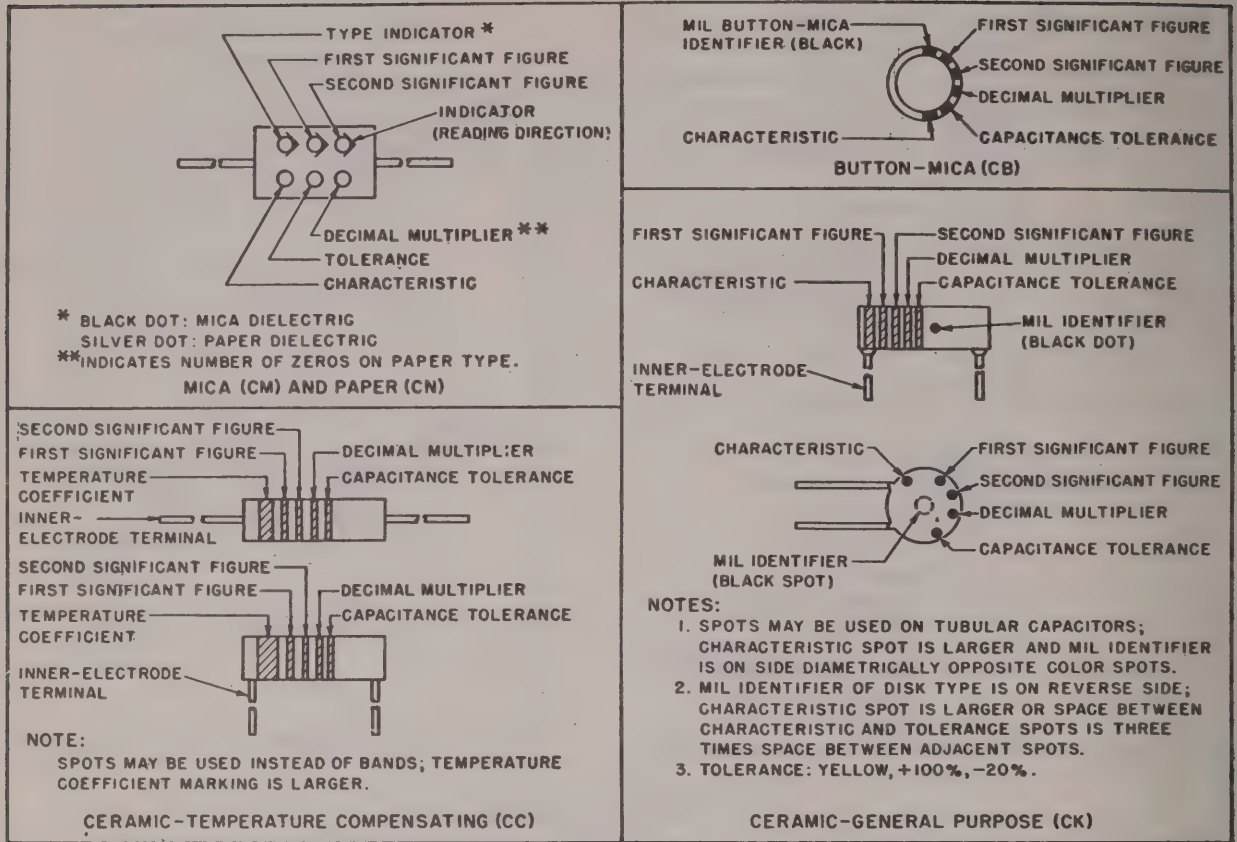 TYPE INDICATOR *
FIRST SIGNIFICANT FIGURE
SECOND SIGNIFICANT FIGURE
INDICATOR
(READING DIRECTION)
DECIMAL MULTIPLIER **
TOLERANCE
CHARACTERISTIC
* BLACK DOT: MICA DIELECTRIC
SILVER DOT: PAPER DIELECTRIC
**INDICATES NUMBER OF ZEROS ON PAPER TYPE.
MICA (CM) AND PAPER (CN)
MIL BUTTON-MICA
IDENTIFIER (BLACK)
FIRST SIGNIFICANT FIGURE
SECOND SIGNIFICANT FIGURE
DECIMAL MULTIPLIER
CHARACTERISTIC
CAPACITANCE TOLERANCE
BUTTON-MICA (CB)
SECOND SIGNIFICANT FIGURE
FIRST SIGNIFICANT FIGURE
DECIMAL MULTIPLIER
TEMPERATURE
COEFFICIENT
CAPACITANCE TOLERANCE
INNER-
ELECTRODE TERMINAL
SECOND SIGNIFICANT FIGURE
FIRST SIGNIFICANT FIGURE
DECIMAL MULTIPLIER
TEMPERATURE
COEFFICIENT
CAPACITANCE TOLERANCE
INNER-ELECTRODE
TERMINAL
NOTE:
SPOTS MAY BE USED INSTEAD OF BANDS; TEMPERATURE
COEFFICIENT MARKING IS LARGER.
CERAMIC-TEMPERATURE COMPENSATING (CC)
FIRST SIGNIFICANT FIGURE
SECOND SIGNIFICANT FIGURE
DECIMAL MULTIPLIER
CHARACTERISTIC
CAPACITANCE TOLERANCE
MIL IDENTIFIER
(BLACK DOT)
INNER-ELECTRODE
TERMINAL
CHARACTERISTIC
FIRST SIGNIFICANT FIGURE
SECOND SIGNIFICANT FIGURE
DECIMAL MULTIPLIER
CAPACITANCE TOLERANCE
MIL IDENTIFIER
(BLACK SPOT)
NOTES:
1. SPOTS MAY BE USED ON TUBULAR CAPACITORS;
CHARACTERISTIC SPOT IS LARGER AND MIL IDENTIFIER
IS ON SIDE DIAMETRICALLY OPPOSITE COLOR SPOTS.
2. MIL IDENTIFIER OF DISK TYPE IS ON REVERSE SIDE;
CHARACTERISTIC SPOT IS LARGER OR SPACE BETWEEN
CHARACTERISTIC AND TOLERANCE SPOTS IS THREE
TIMES SPACE BETWEEN ADJACENT SPOTS.
3. TOLERANCE: YELLOW, +100%, -20%.
CERAMIC-GENERAL PURPOSE (CK)